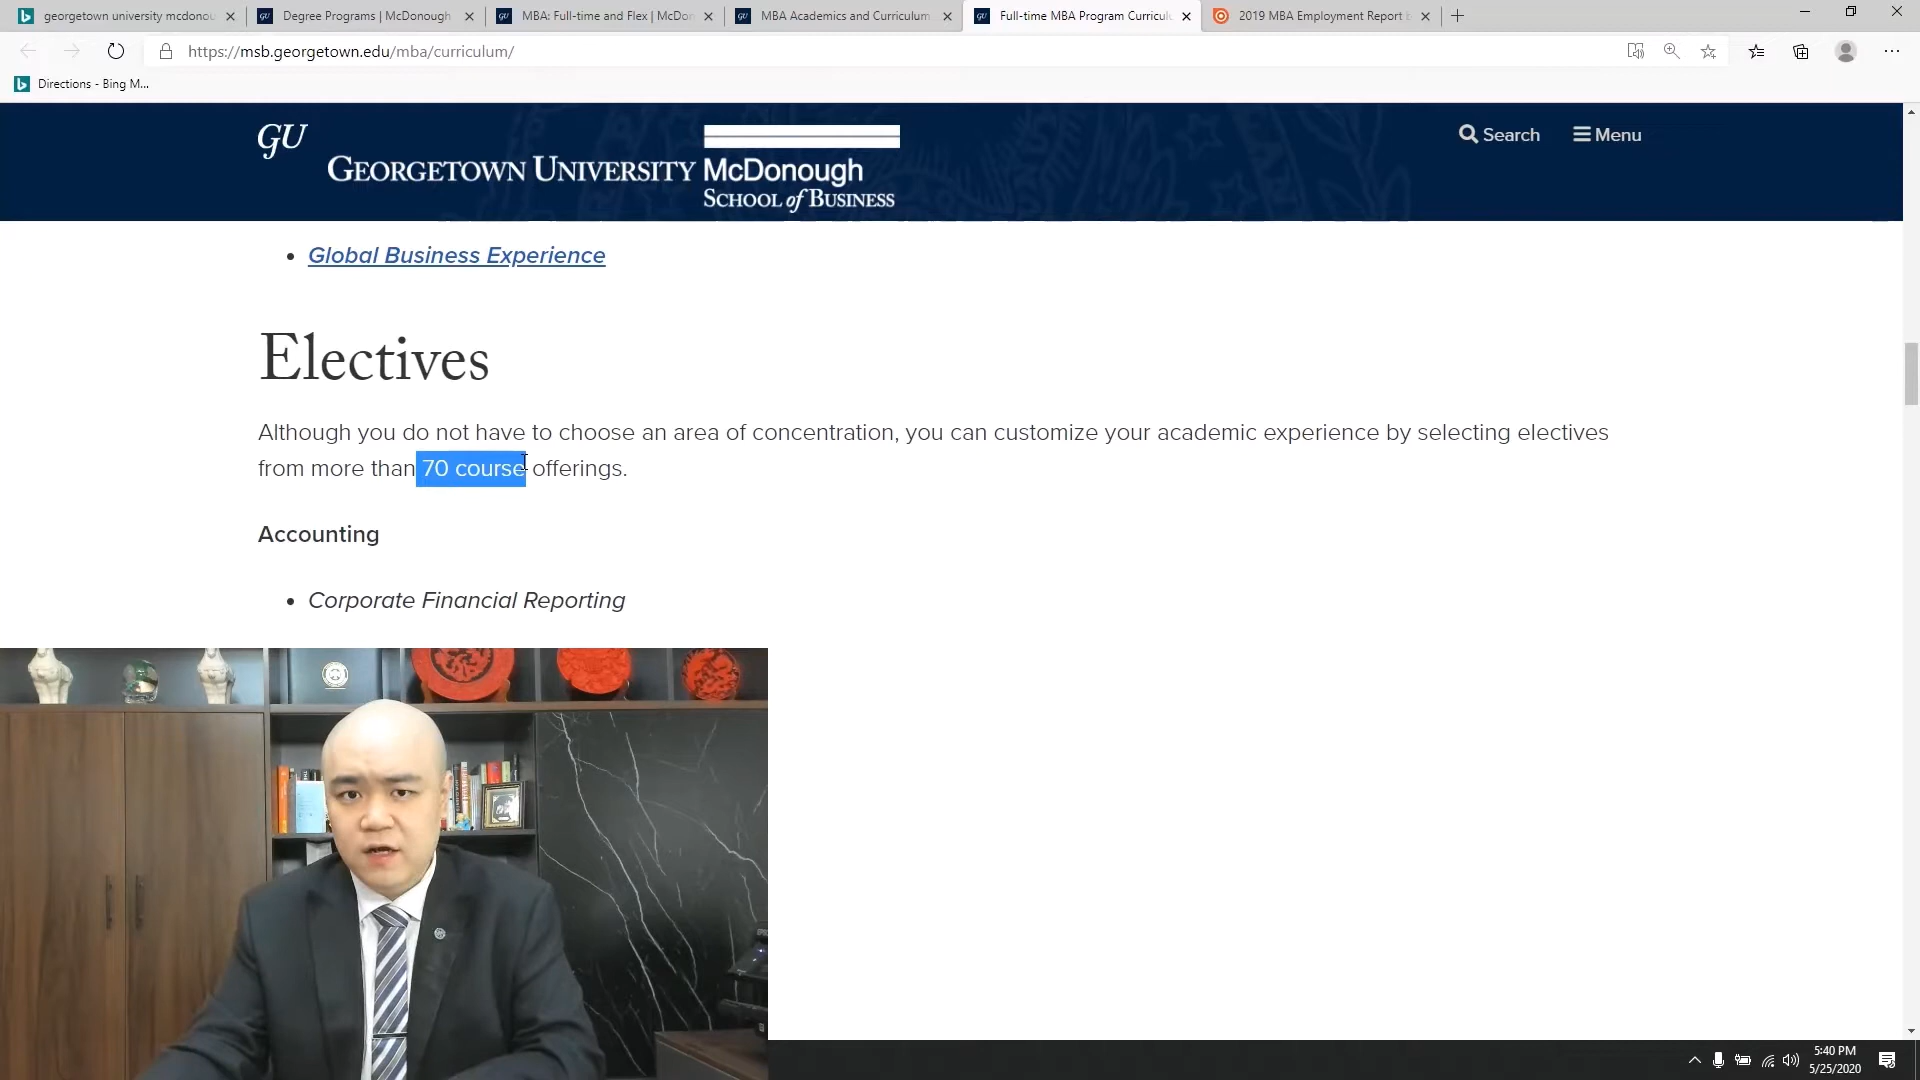 georgetown university mcdonou
Degree Programs | McDonough
MBA: Full-time and Flex | McDon
MBA Academics and Curriculum
Full-time MBA Program Curricul
2019 MBA Employment Report
https://msb.georgetown.edu/mba/curriculum/
Directions - Bing M...
GU
GEORGETOWN UNIVERSITY
McDonough
SCHOOL of BUSINESS
Search
Menu
Global Business Experience
Electives
Although you do not have to choose an area of concentration, you can customize your academic experience by selecting electives
from more than 70 course offerings.
Accounting
Corporate Financial Reporting
5:40 PM
5/25/2020